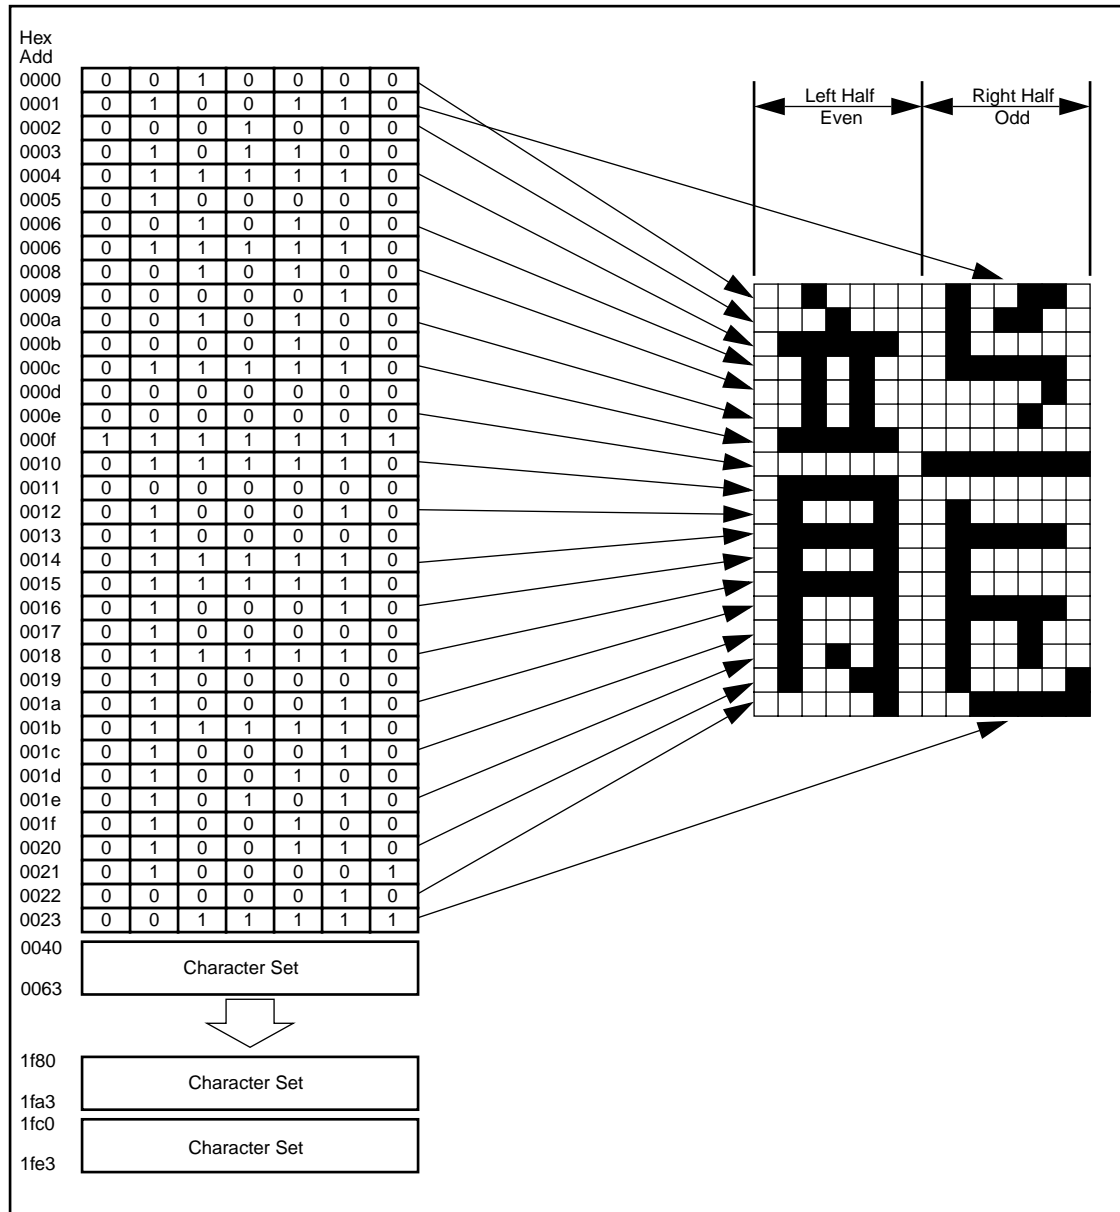 Hex
Add
0000 0 0 1 0 0 0 0
0001 0 1 0 0 1 1 0
0002 0 0 0 1 0 0 0
0003 0 1 0 1 1 0 0
0004 0 1 1 1 1 1 0
0005 0 1 0 0 0 0 0
0006 0 0 1 0 1 0 0
0006 0 1 1 1 1 1 0
0008 0 0 1 0 1 0 0
0009 0 0 0 0 0 1 0
000a 0 0 1 0 1 0 0
000b 0 0 0 0 1 0 0
000c 0 1 1 1 1 1 0
000d 0 0 0 0 0 0 0
000e 0 0 0 0 0 0 0
000f 1 1 1 1 1 1 1
0010 0 1 1 1 1 1 0
0011 0 0 0 0 0 0 0
0012 0 1 0 0 0 1 0
0013 0 1 0 0 0 0 0
0014 0 1 1 1 1 1 0
0015 0 1 1 1 1 1 0
0016 0 1 0 0 0 1 0
0017 0 1 0 0 0 0 0
0018 0 1 1 1 1 1 0
0019 0 1 0 0 0 0 0
001a 0 1 0 0 0 1 0
001b 0 1 1 1 1 1 0
001c 0 1 0 0 0 1 0
001d 0 1 0 0 1 0 0
001e 0 1 0 1 0 1 0
001f 0 1 0 0 1 0 0
0020 0 1 0 0 1 1 0
0021 0 1 0 0 0 0 1
0022 0 0 0 0 0 1 0
0023 0 0 1 1 1 1 1
0040
Character Set
0063
1f80
Character Set
1fa3
1fc0
Character Set
1fe3
Left Half
Even
Right Half
Odd